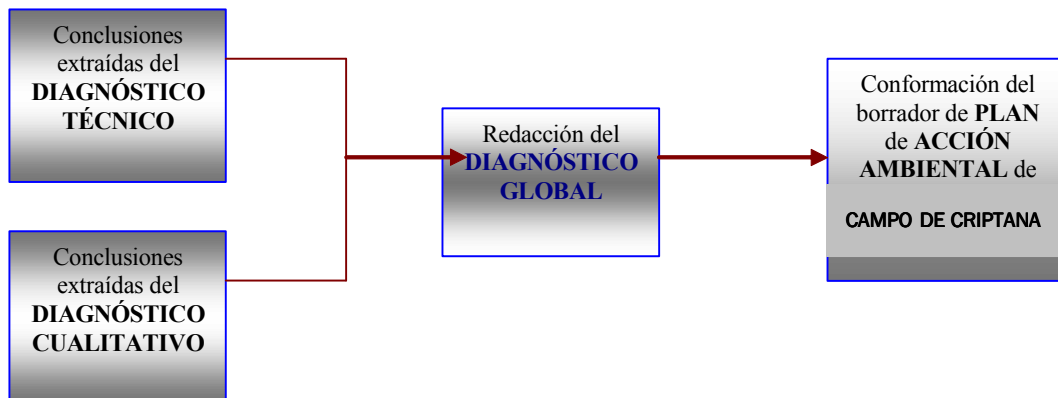 Conclusiones
extraídas del
DIAGNÓSTICO
TÉCNICO
Conclusiones
extraídas del
DIAGNÓSTICO
CUALITATIVO
Redacción del
DIAGNÓSTICO
GLOBAL
Conformación del
borrador de PLAN
de ACCIÓN
AMBIENTAL de
CAMPO DE CRIPTANA